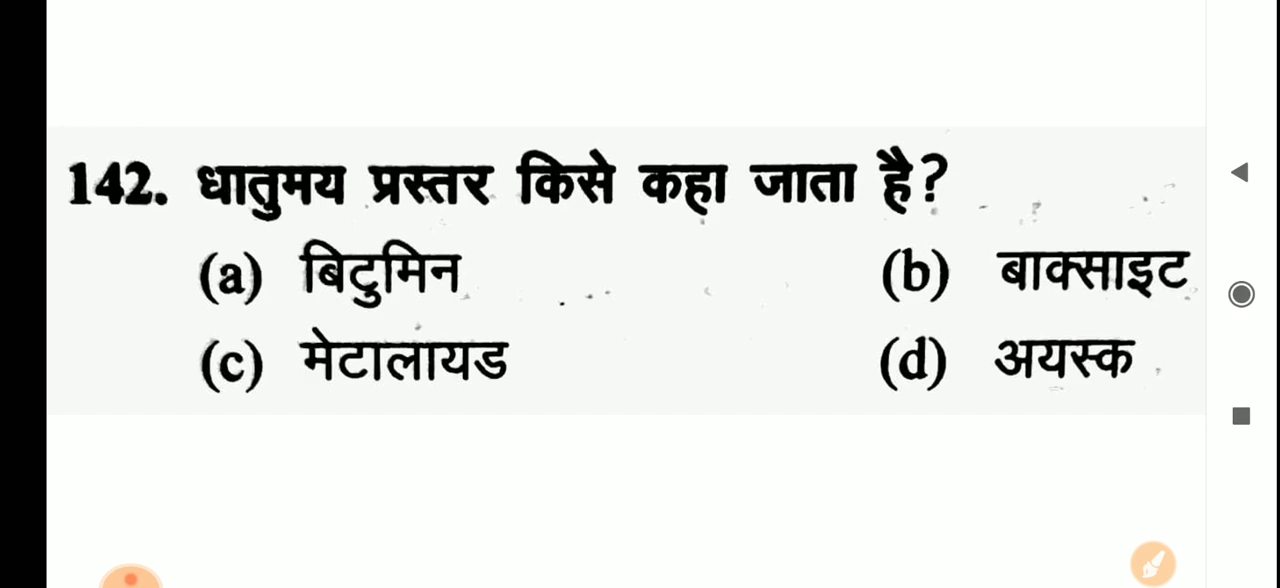 142. धातुमय प्रस्तर किसे कहा जाता है?
(a) बिटुमिन (b) बाक्साइट
(c) मेटालायड (d) अयस्क